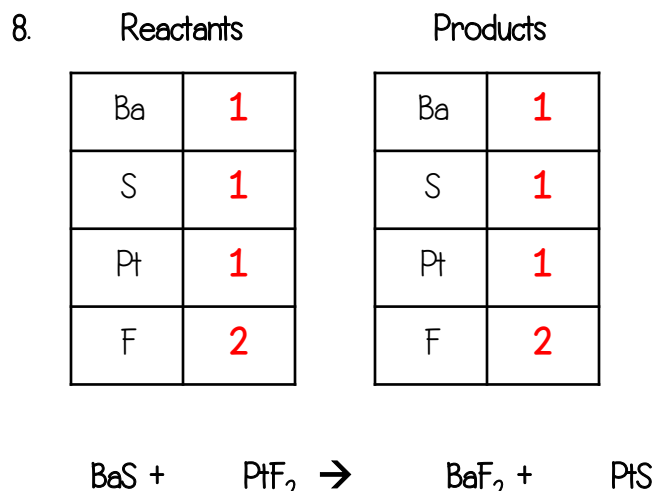 8. Reactants Products
Ba 1 Ba 1
S 1 S 1
Pt 1 Pt 1
F 2 F 2
BaS + PtF₂ → BaF₂ + PtS